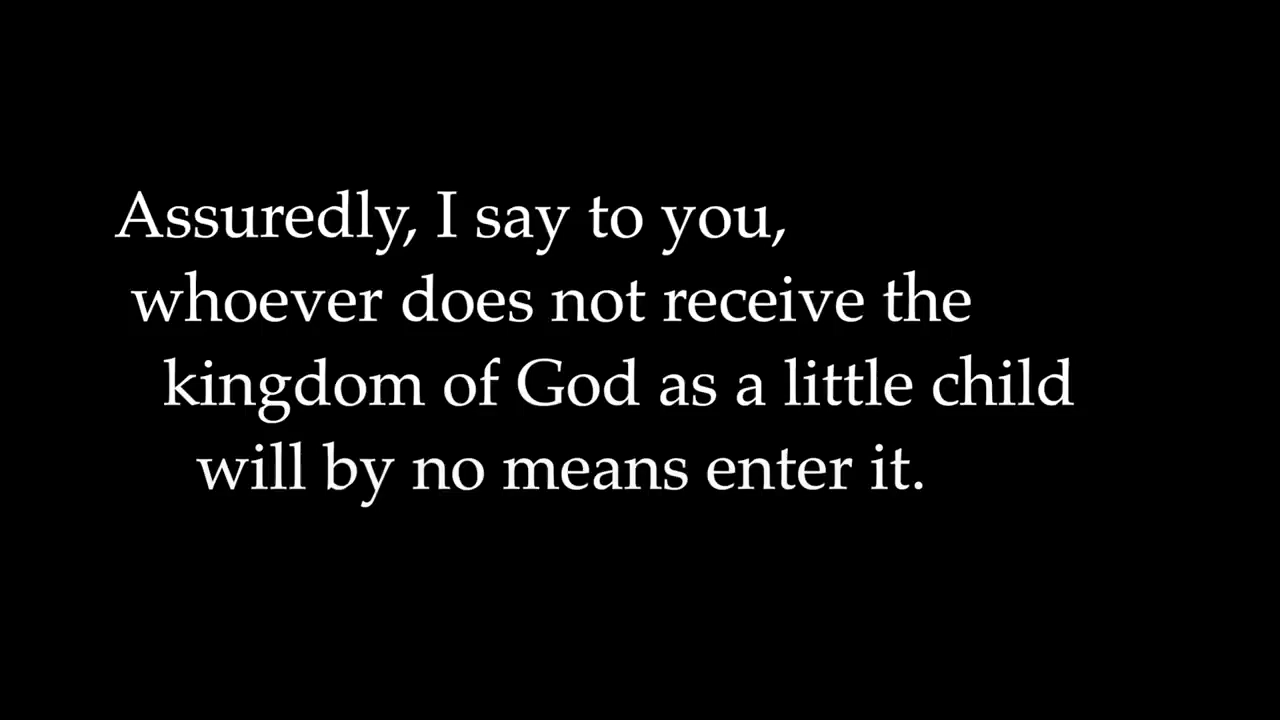 Assuredly, I say to you,
whoever does not receive the
kingdom of God as a little child
will by no means enter it.